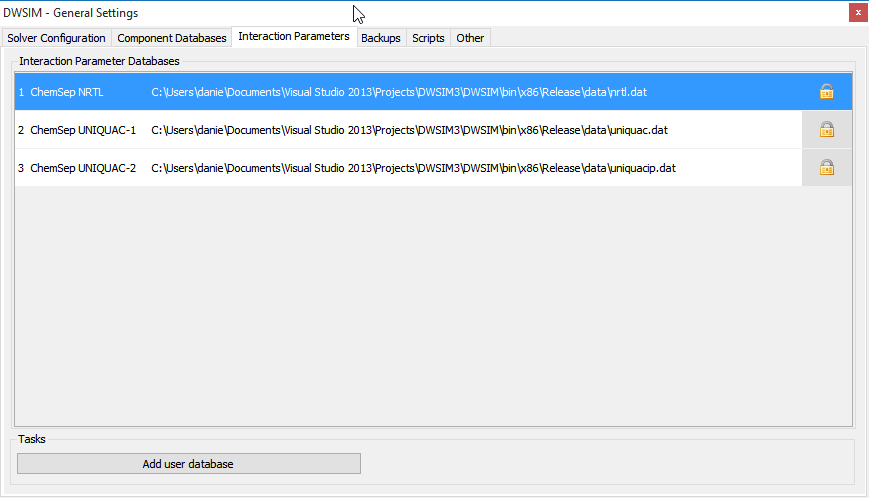 DWSIM - General Settings
x
Solver Configuration Component Databases Interaction Parameters Backups Scripts Other
Interaction Parameter Databases
1 ChemSep NRTL C:\Users\danie\Documents\Visual Studio 2013\Projects\DWSIM3\DWSIM\bin\x86\Release\data\nrtl.dat
2 ChemSep UNIQUAC-1 C:\Users\danie\Documents\Visual Studio 2013\Projects\DWSIM3\DWSIM\bin\x86\Release\data\uniquac.dat
3 ChemSep UNIQUAC-2 C:\Users\danie\Documents\Visual Studio 2013\Projects\DWSIM3\DWSIM\bin\x86\Release\data\uniquacip.dat
Tasks
Add user database